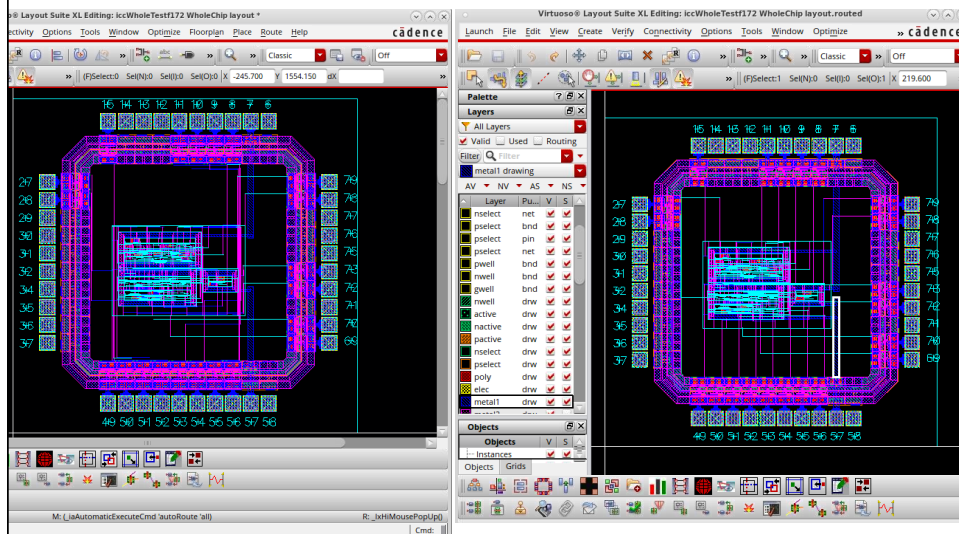 o® Layout Suite XL Editing: iccWholeTestf172 WholeChip layout *
ectivity Options Tools Window Optimize Floorplan Place Route Help cādence
» » » Classic Off
» (F)Select:0 Sel(N):0 Sel(I):0 Sel(O):0 X -245.700 Y 1554.150 dX
16 14 13 12 11 10 9 8 7 6
27 79
28 78
29 77
30 76
31 75
32 73
34 72
35 71
36 70
37 69
49 50 51 52 53 54 55 56 57 58
M: (_iaAutomaticExecuteCmd 'autoRoute 'all) R: _lxHiMousePopUp()
Cmd:
Virtuoso® Layout Suite XL Editing: iccWholeTestf172 WholeChip layout.routed
Launch File Edit View Create Verify Connectivity Options Tools Window Optimize » cādence
» » » Classic Off
» (F)Select:1 Sel(N):0 Sel(I):0 Sel(O):1 X 219.600
Palette ?
Layers
All Layers
Valid Used Routing
Filter Filter
metal1 drawing
AV NV AS NS
Layer Pu... V S
nselect net
pselect bnd
pselect pin
pselect net
pwell bnd
nwell bnd
gwell bnd
nwell drw
active drw
nactive drw
pactive drw
nselect drw
pselect drw
poly drw
elec drw
metal1 drw
Objects
Objects V S
Instances
Objects Grids
16 14 13 12 11 10 9 8 7 6
27 79
28 78
29 77
30 76
31 75
32 73
34 72
35 71
36 70
37 69
49 50 51 52 53 54 55 56 57 58